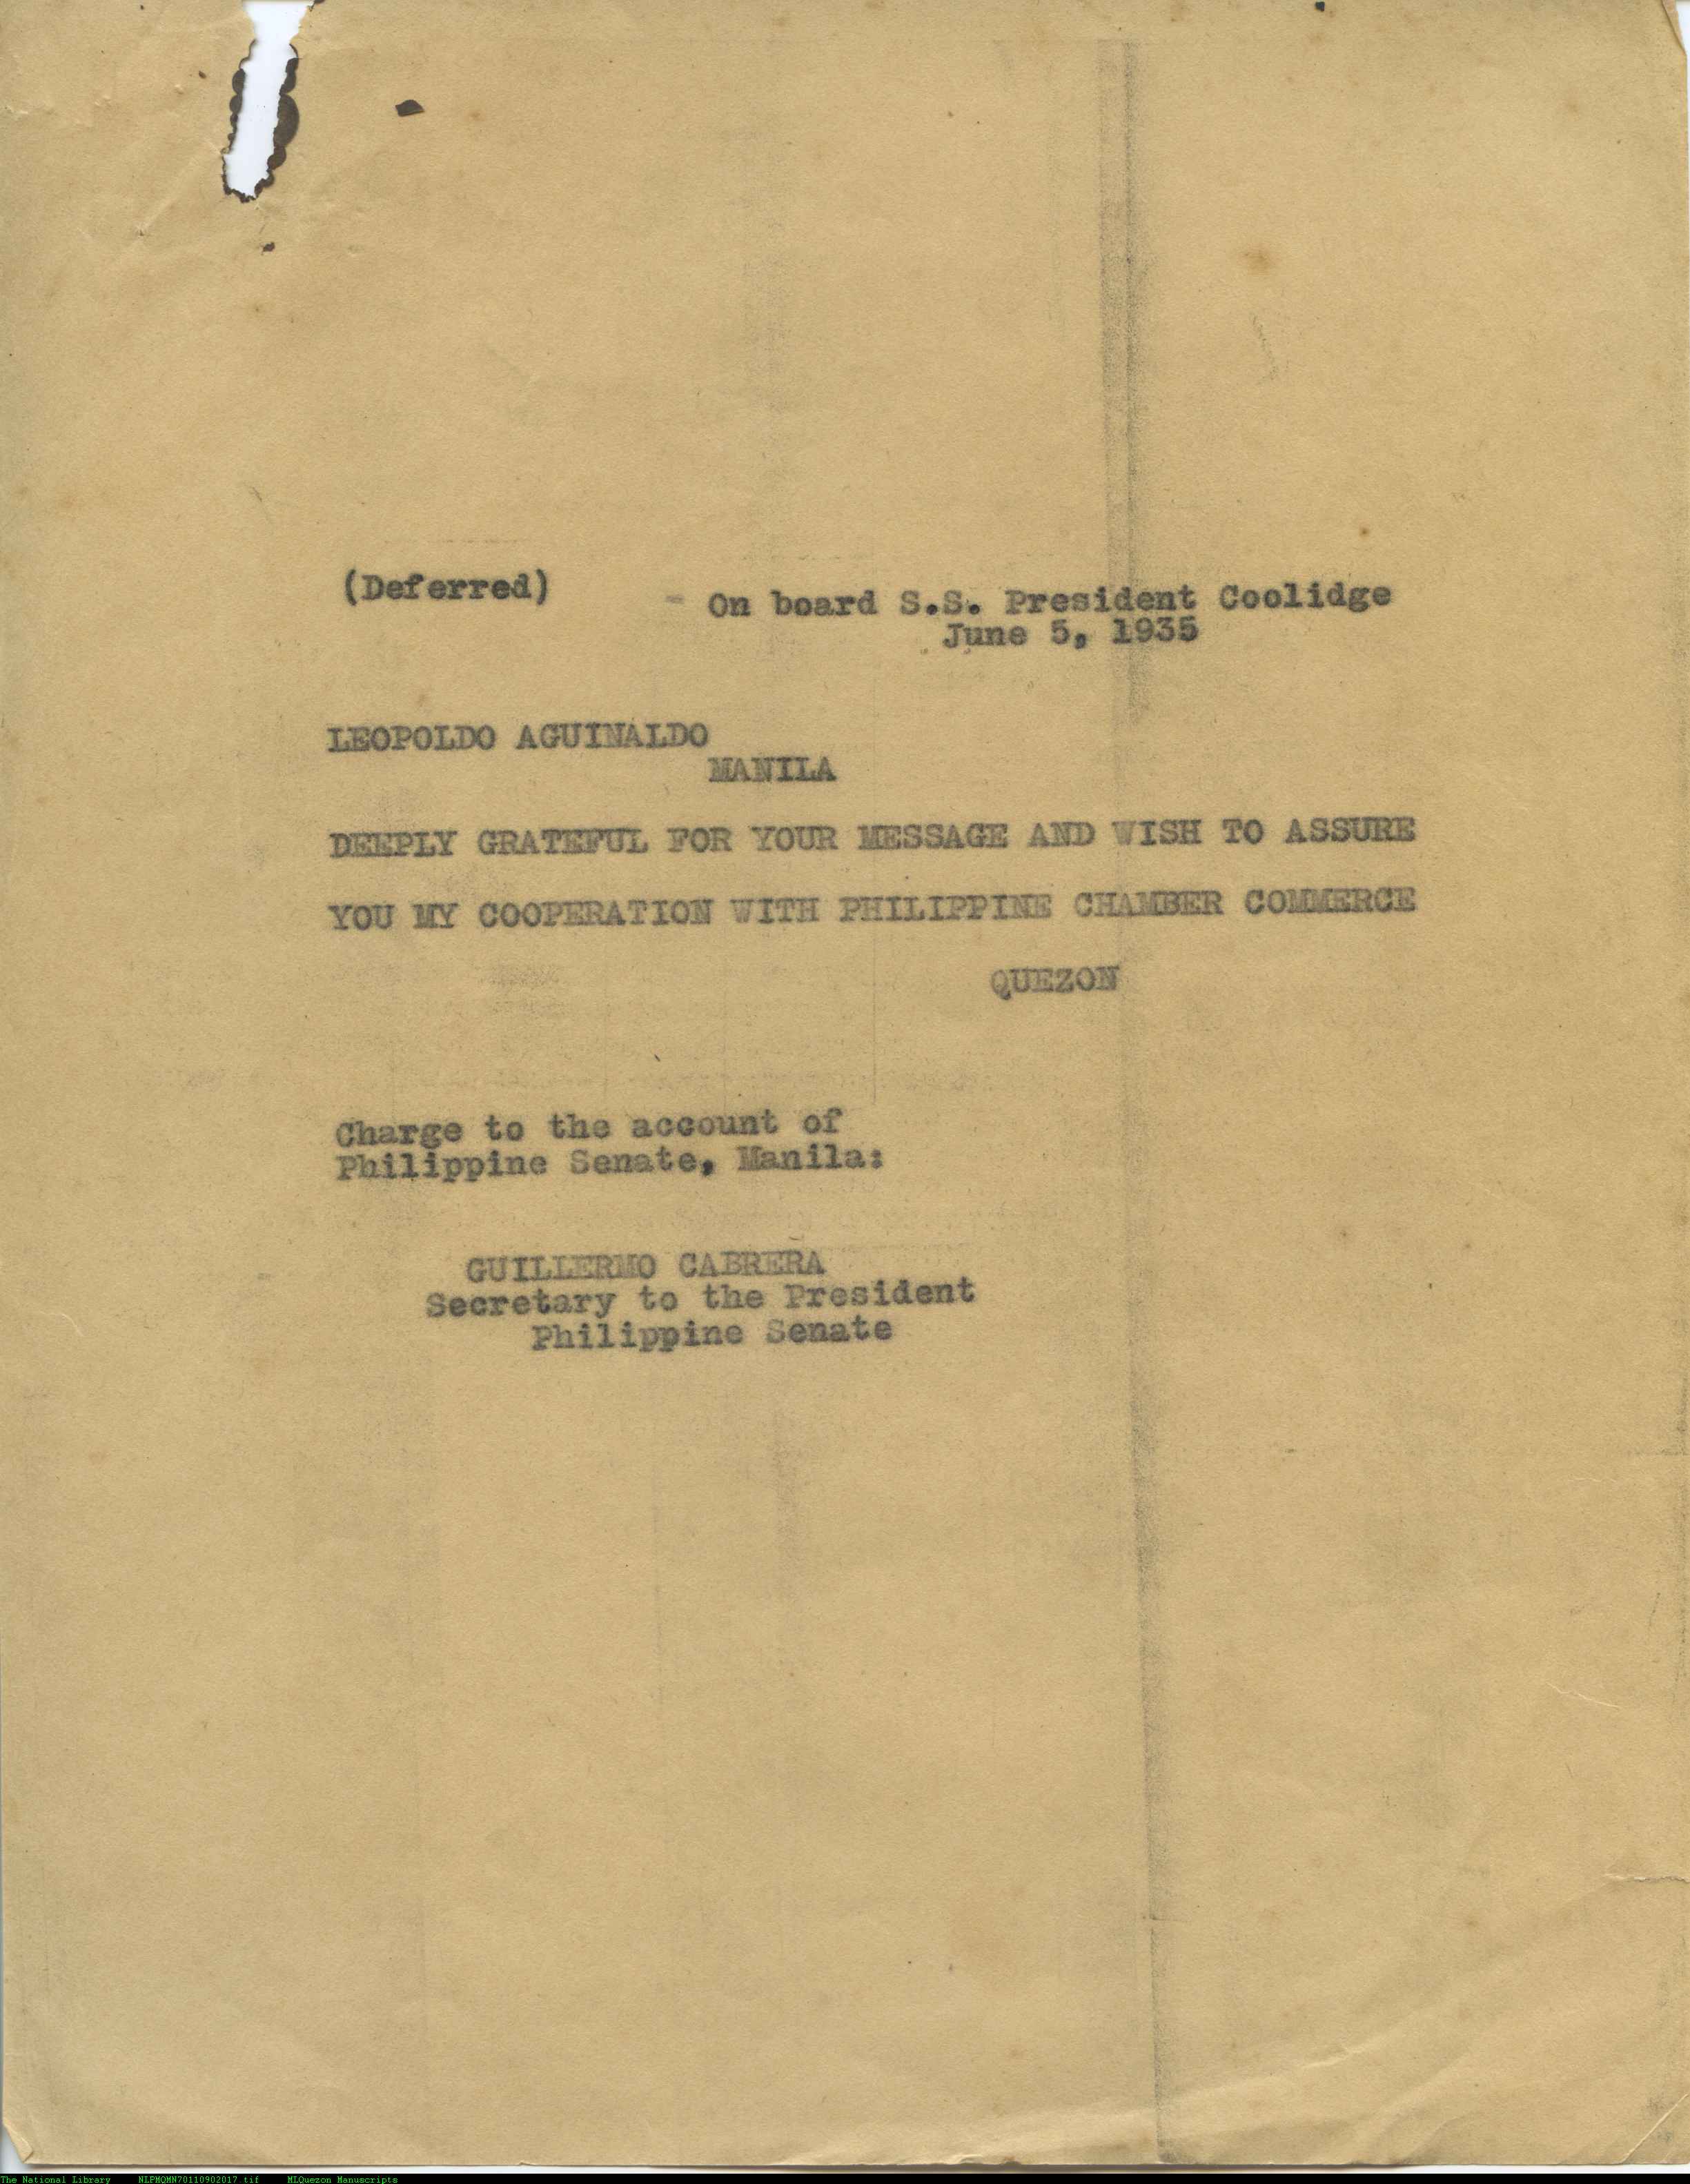 (Deferred)
On board S.S. President Coolidge
June 5, 1935
LEOPOLDO AGUINALDO
MANILA
DEEPLY GRATEFUL FOR YOUR MESSAGE AND WISH TO ASSURE
YOU MY COOPERATION WITH PHILIPPINE CHAMBER COMMERCE
QUEZON
Charge to the account of
Philippine Senate, Manila:
GUILLERMO CABRERA
Secretary to the President
Philippine Senate
The National Library NLPMQMN70110902017.tif MLQuezon Manuscripts